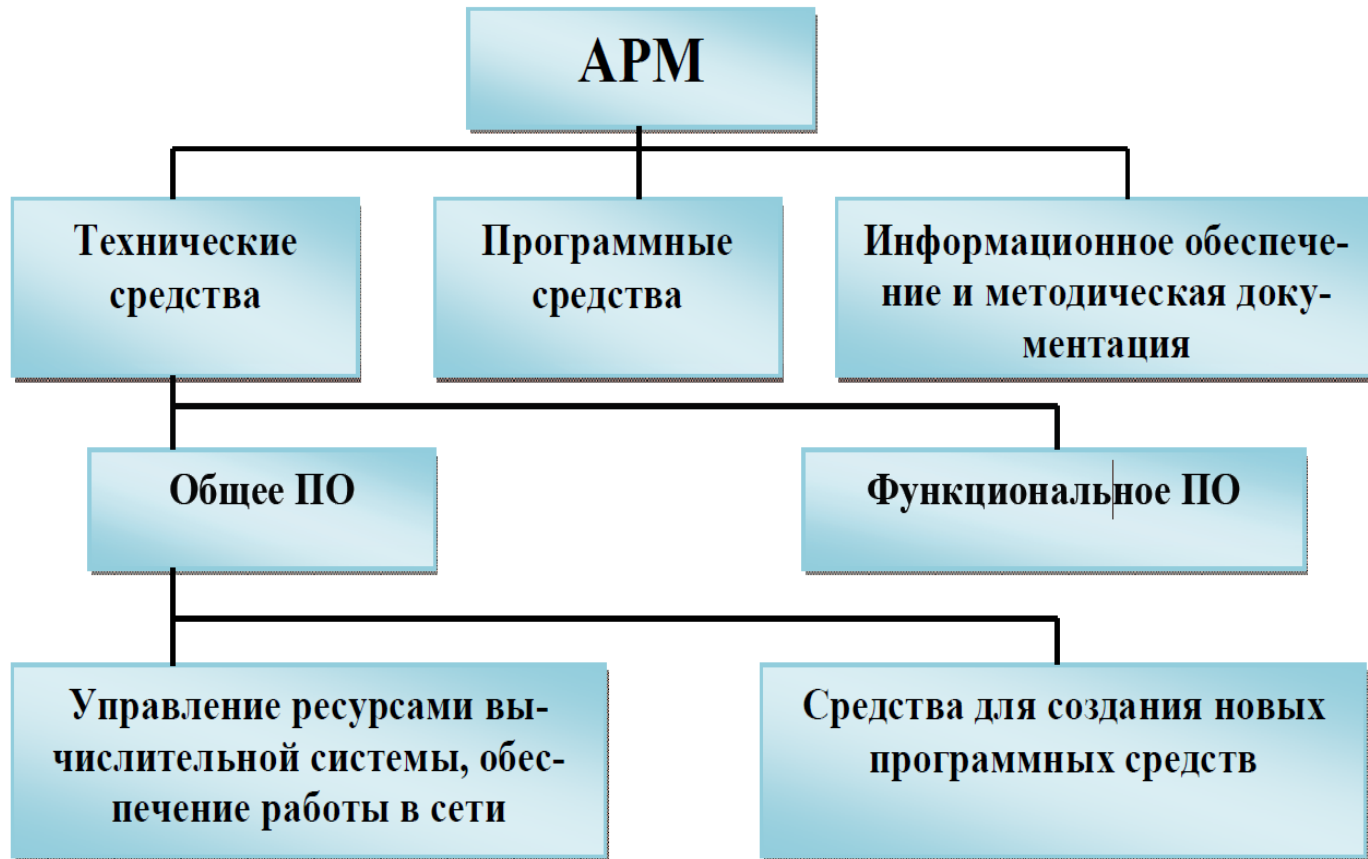 АРМ
Технические
средства
Программные
средства
Информационное обеспече-
ние и методическая доку-
ментация
Общее ПО
Функциональное ПО
Управление ресурсами вы-
числительной системы, обес-
печение работы в сети
Средства для создания новых
программных средств